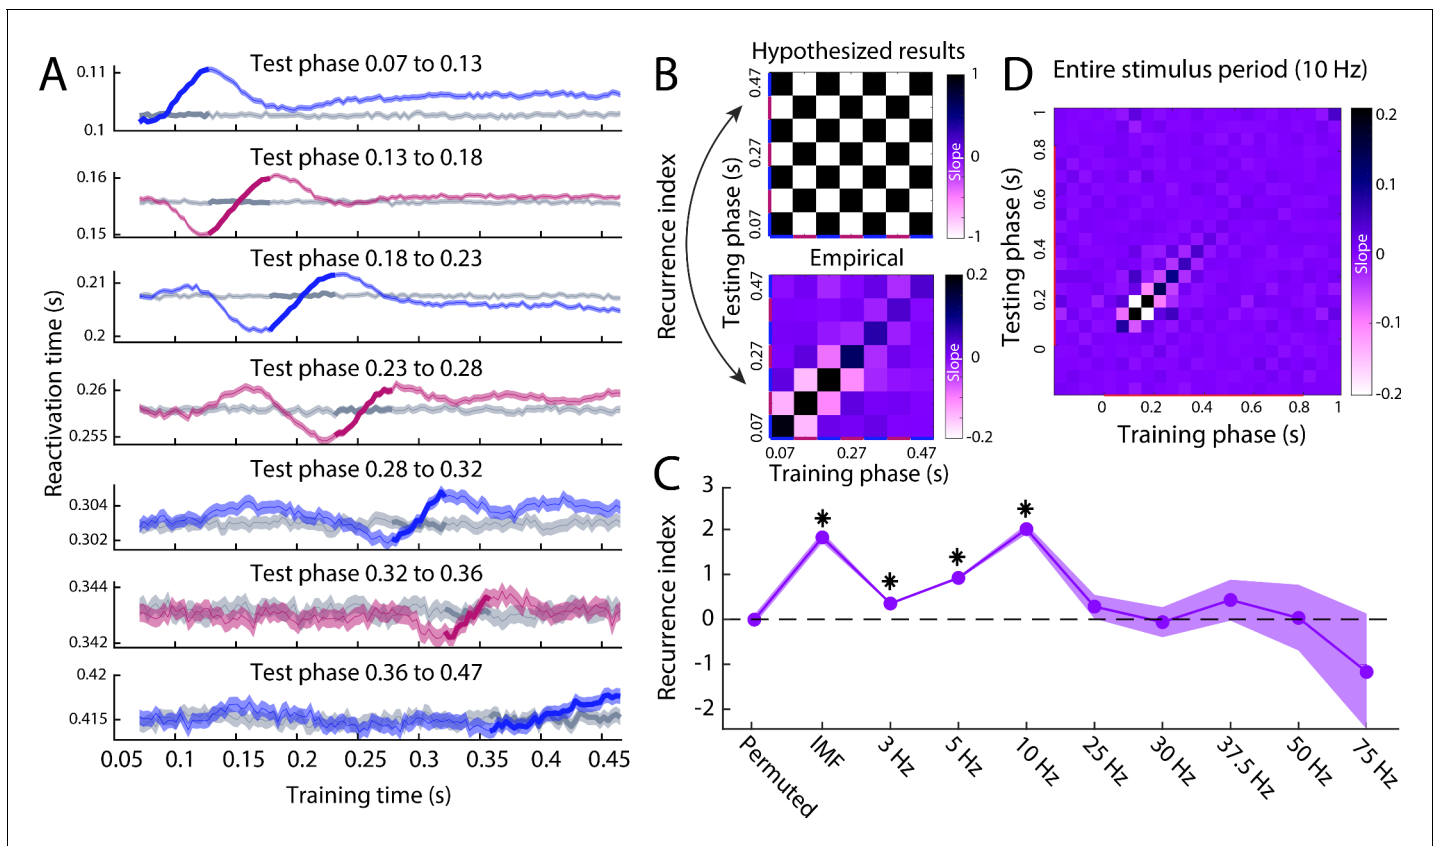 A
Test phase 0.07 to 0.13
0.11
0.1
Test phase 0.13 to 0.18
0.16
0.15
Test phase 0.18 to 0.23
0.21
0.2
Test phase 0.23 to 0.28
0.26
0.255
Test phase 0.28 to 0.32
0.304
0.302
Test phase 0.32 to 0.36
0.344
0.342
Test phase 0.36 to 0.47
0.42
0.415
0.05 0.1 0.15 0.2 0.25 0.3 0.35 0.4 0.45
Training time (s)
Reactivation time (s)
B
Hypothesized results
0.47
0.27
0.07
Testing phase (s)
1
0
-1
Slope
Recurrence index
Empirical
0.47
0.27
0.07
0.07 0.27 0.47
Training phase (s)
0.2
0
-0.2
Slope
C
Recurrence index
3
2
1
0
-1
-2
Permuted
IMF
3 Hz
5 Hz
10 Hz
25 Hz
30 Hz
37.5 Hz
50 Hz
75 Hz
D
Entire stimulus period (10 Hz)
Testing phase (s)
1
0.8
0.6
0.4
0.2
0
0 0.2 0.4 0.6 0.8 1
Training phase (s)
0.2
0.1
0
-0.1
-0.2
Slope